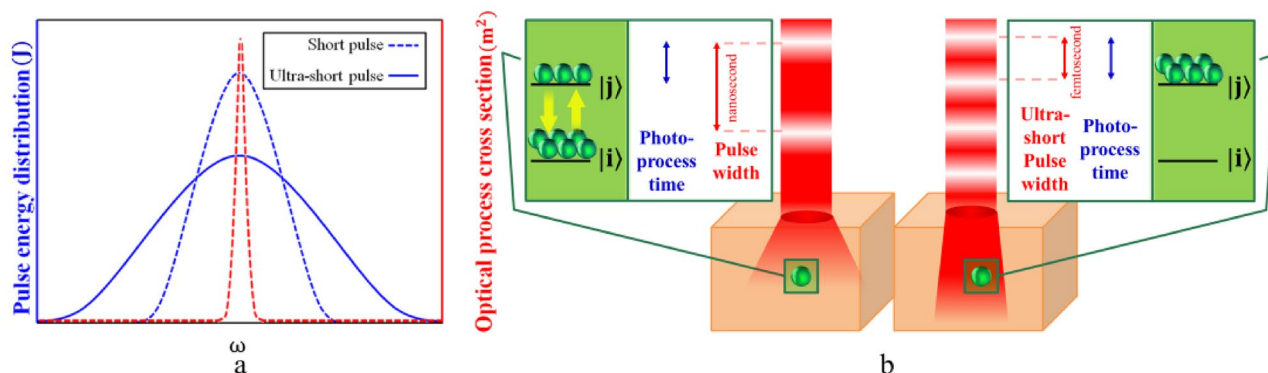 Pulse energy distribution (J)
Short pulse
Ultra-short pulse
ω
a
Optical process cross section (m²)
|j⟩
|i⟩
Photo-
process
time
nanosecond
Pulse
width
femtosecond
Ultra-
short
Pulse
width
Photo-
process
time
|j⟩
|i⟩
b